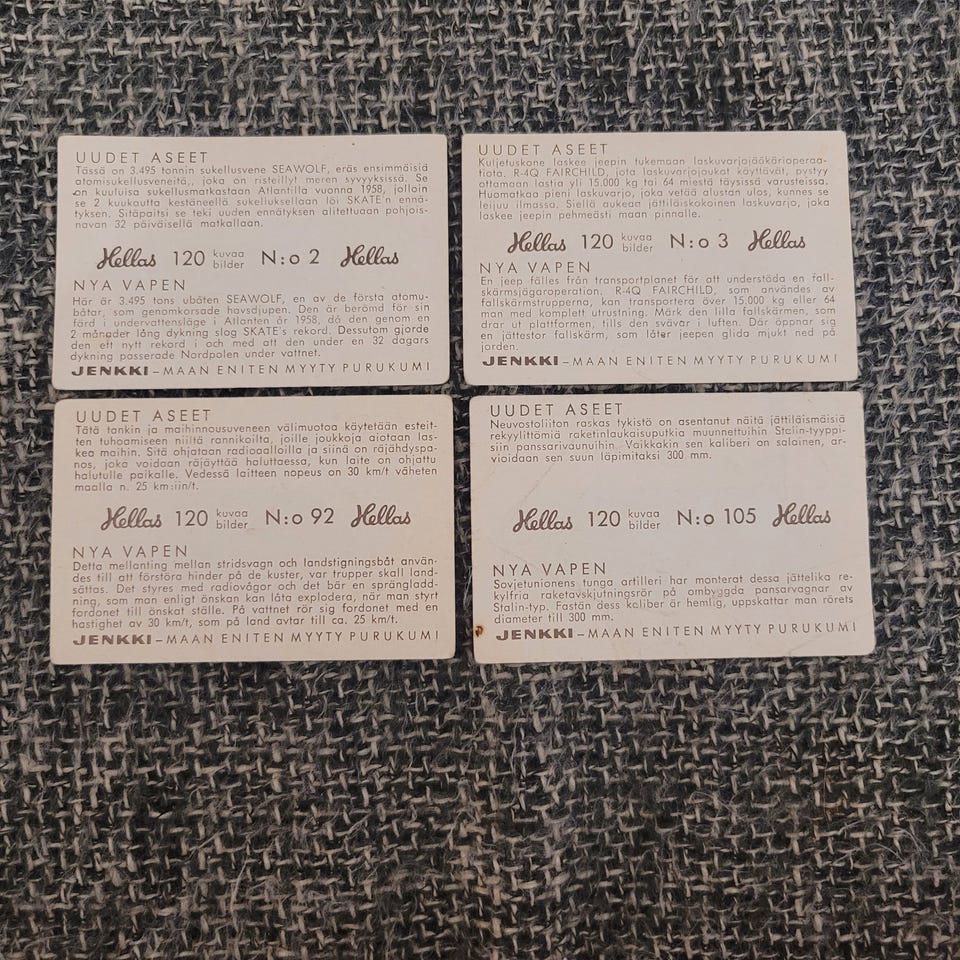 UUDET ASEET
Tässä on 3.495 tonnin sukellusvene SEAWOLF, eräs ensimmäisiä
atomisukellusveneitä,, joka on risteillyt meren syvyyksissä. Se
on kuuluisa sukellusmatkastaan Atlantilla vuonna 1958, jolloin
se 2 kuukautta kestäneellä sukelluksellaan löi SKATE'n ennä-
tyksen. Sitäpaitsi se teki uuden ennätyksen alitettuaan pohjois-
navan 32 päiväisellä matkallaan.
Hellas 120 kuvaa bilder N:o 2 Hellas
NYA VAPEN
Här är 3.495 tons ubåten SEAWOLF, en av de första atomu-
båtar, som genomkorsade havsdjupen. Den är berömd för sin
färd i undervattensläge i Atlanten år 1958, då den genom en
2 månader lång dykning slog SKATE's rekord. Dessutom gjorde
den ett nytt rekord i och med att den under en 32 dagars
dykning passerade Nordpolen under vattnet.
JENKKI – MAAN ENITEN MYYTY PURUKUMI
UUDET ASEET
Kuljetuskone laskee jeepin tukemaan laskuvarjojääkärioperaa-
tiota. R-4Q FAIRCHILD, jota laskuvarjojoukot käyttävät, pystyy
ottamaan lastia yli 15.000 kg tai 64 miestä täysissä varusteissa.
Huomatkaa pieni laskuvarjo, joka vetää alustan ulos, kunnes se
leijuu ilmassa. Siellä aukeaa jättiläiskokoinen laskuvarjo, joka
laskee jeepin pehmeästi maan pinnalle.
Hellas 120 kuvaa bilder N:o 3 Hellas
NYA VAPEN
En jeep fälles från transportplanet för att understöda en fall-
skärmsjägaroperation. R-4Q FAIRCHILD, som användes av
fallskärmstrupperna, kan transportera över 15.000 kg eller 64
man med komplett utrustning. Märk den lilla fallskärmen, som
drar ut plattformen, tills den svävar i luften. Där öppnar sig
en jättestor fallskärm, som låter jeepen glida mjukt ned på
jorden.
JENKKI – MAAN ENITEN MYYTY PURUKUMI
UUDET ASEET
Tätä tankin ja maihinnousuveneen välimuotoa käytetään esteit-
ten tuhoamiseen niiltä rannikoilta, joille joukkoja aiotaan las-
kea maihin. Sitä ohjataan radioaalloilla ja siinä on räjähdyspa-
nos, joka voidaan räjäyttää haluttaessa, kun laite on ohjattu
halutulle paikalle. Vedessä laitteen nopeus on 30 km/t väheten
maalla n. 25 km:iin/t.
Hellas 120 kuvaa bilder N:o 92 Hellas
NYA VAPEN
Detta mellanting mellan stridsvagn och landstigningsbåt använ-
des till att förstöra hinder på de kuster, var trupper skall land-
sättas. Det styres med radiovågor och det bär en sprängladd-
ning, som man enligt önskan kan låta explodera, när man styrt
fordonet till önskat ställe. På vattnet rör sig fordonet med en
hastighet av 30 km/t, som på land avtar till ca. 25 km/t.
JENKKI – MAAN ENITEN MYYTY PURUKUMI
UUDET ASEET
Neuvostoliiton raskas tykistö on asentanut näitä jättiläismäisiä
rekyylittömiä raketinlaukaisuputkia muunnettuihin Stalin-tyyppi-
siin panssarivaunuihin. Vaikkakin sen kaliberi on salainen, ar-
vioidaan sen suun läpimitaksi 300 mm.
Hellas 120 kuvaa bilder N:o 105 Hellas
NYA VAPEN
Sovjetunionens tunga artilleri har monterat dessa jättelika re-
kylfria raketavskjutningsrör på ombyggda pansarvagnar av
Stalin-typ. Fastän dess kaliber är hemlig, uppskattar man rörets
diameter till 300 mm.
JENKKI – MAAN ENITEN MYYTY PURUKUMI